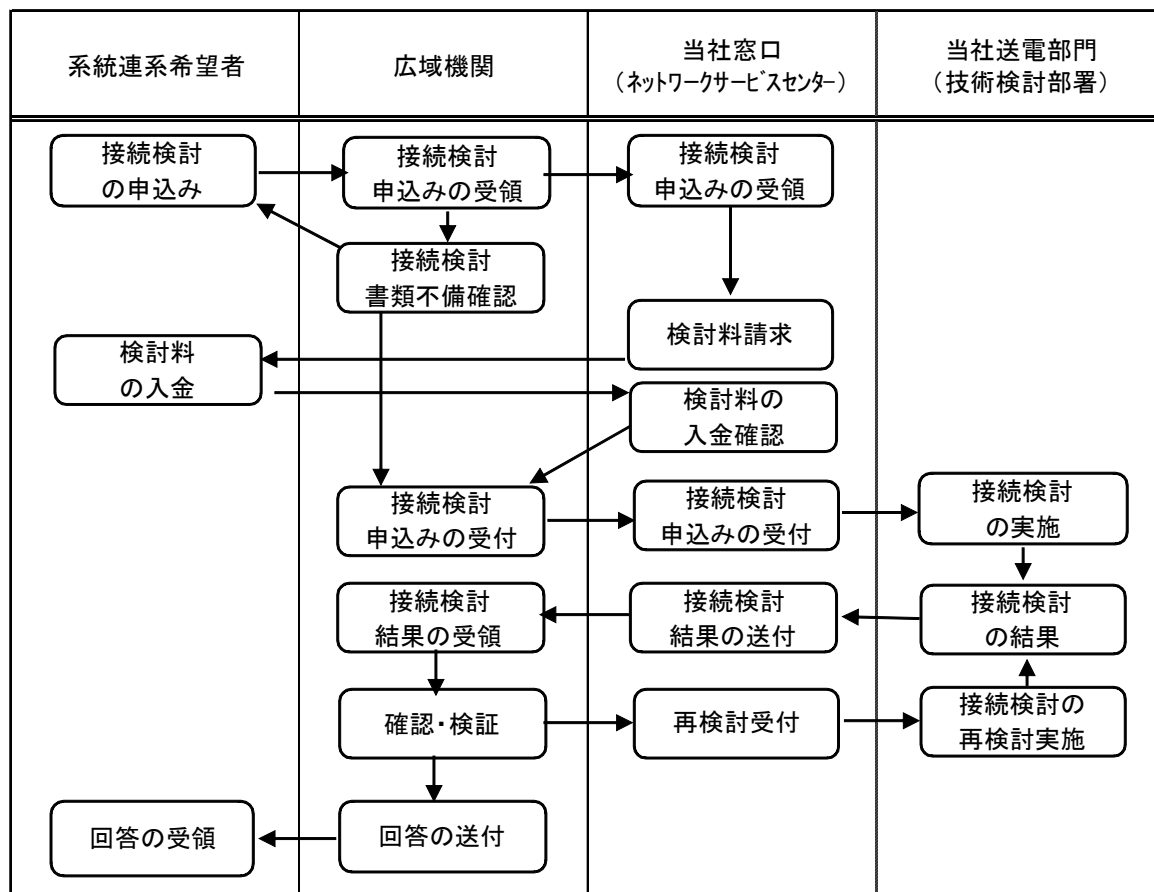 系統連系希望者
広域機関
当社窓口
（ﾈｯﾄﾜｰｸｻｰﾋﾞｽｾﾝﾀｰ）
当社送電部門
（技術検討部署）
接続検討
の申込み
接続検討
申込みの受領
接続検討
申込みの受領
接続検討
書類不備確認
検討料請求
検討料
の入金
検討料の
入金確認
接続検討
申込みの受付
接続検討
申込みの受付
接続検討
の実施
接続検討
結果の受領
接続検討
結果の送付
接続検討
の結果
確認・検証
再検討受付
接続検討の
再検討実施
回答の受領
回答の送付